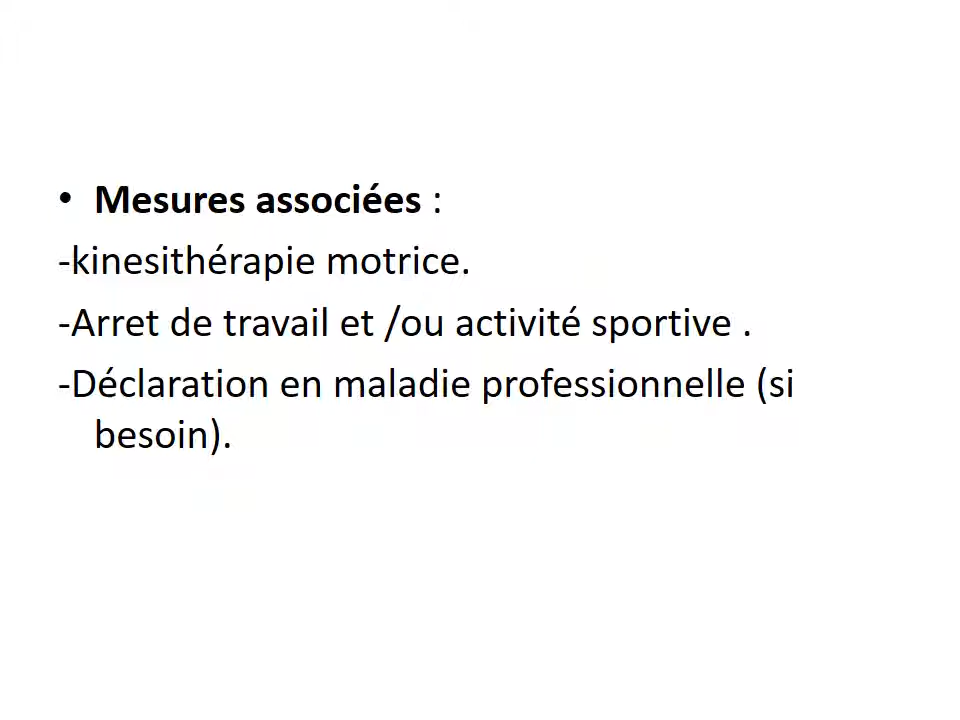 • Mesures associées :
-kinesithérapie motrice.
-Arret de travail et /ou activité sportive .
-Déclaration en maladie professionnelle (si
besoin).